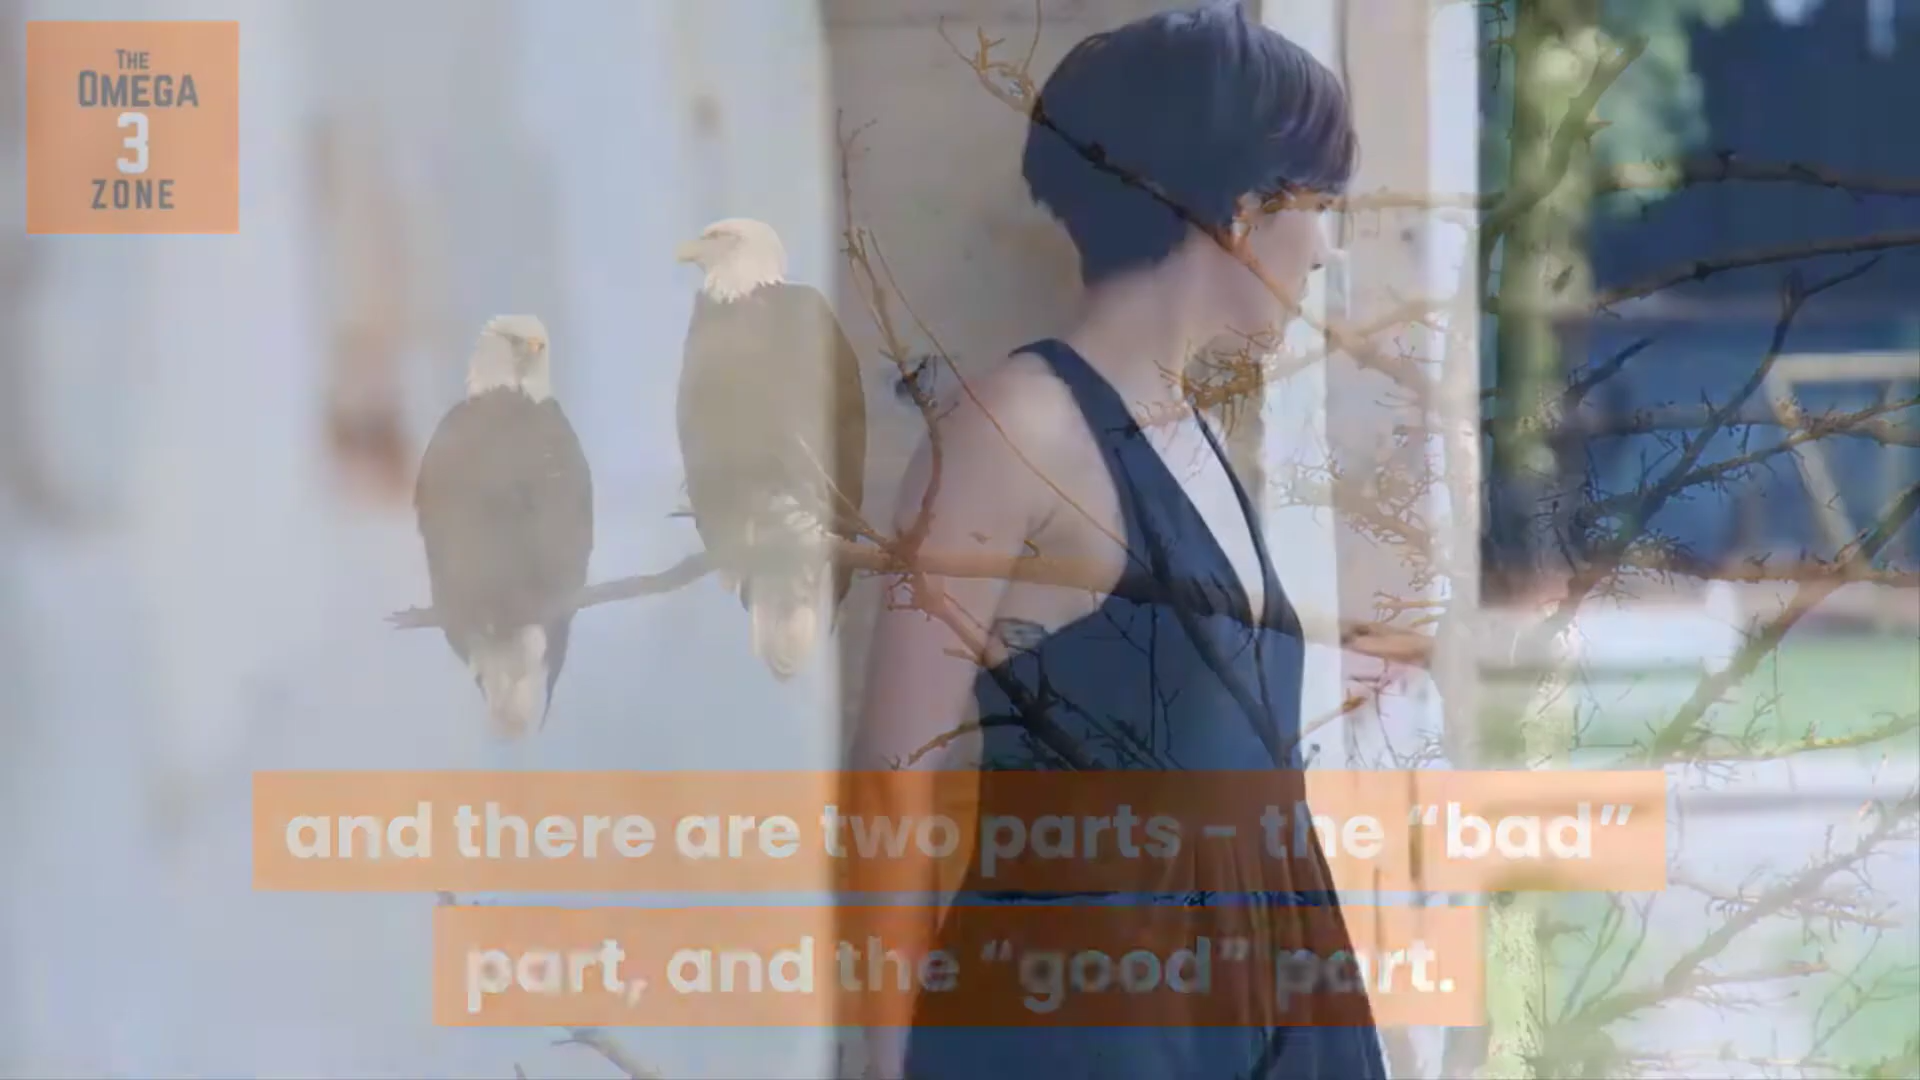 THE
OMEGA
3
ZONE
and there are two parts - the “bad”
part, and the “good” part.